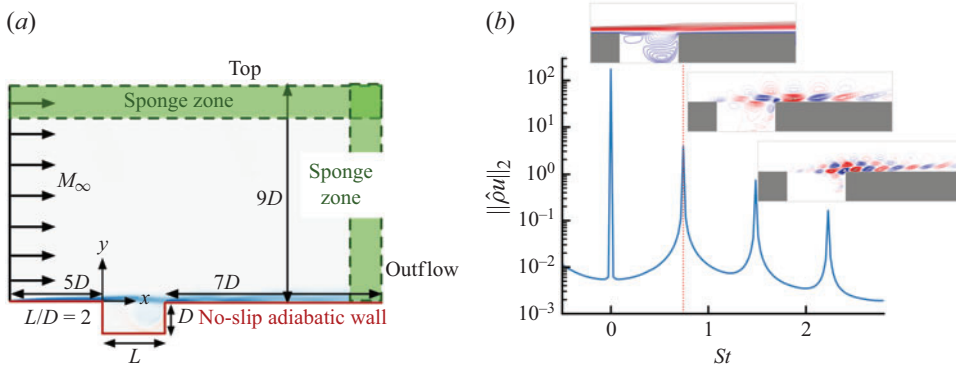 (a)
Top
Sponge zone
M∞
9D
Sponge
zone
y
5D
x
7D
Outflow
L/D = 2
D
No-slip adiabatic wall
L
(b)
10²
10¹
10⁰
10⁻¹
10⁻²
10⁻³
||ρ̂u||₂
0
1
2
St